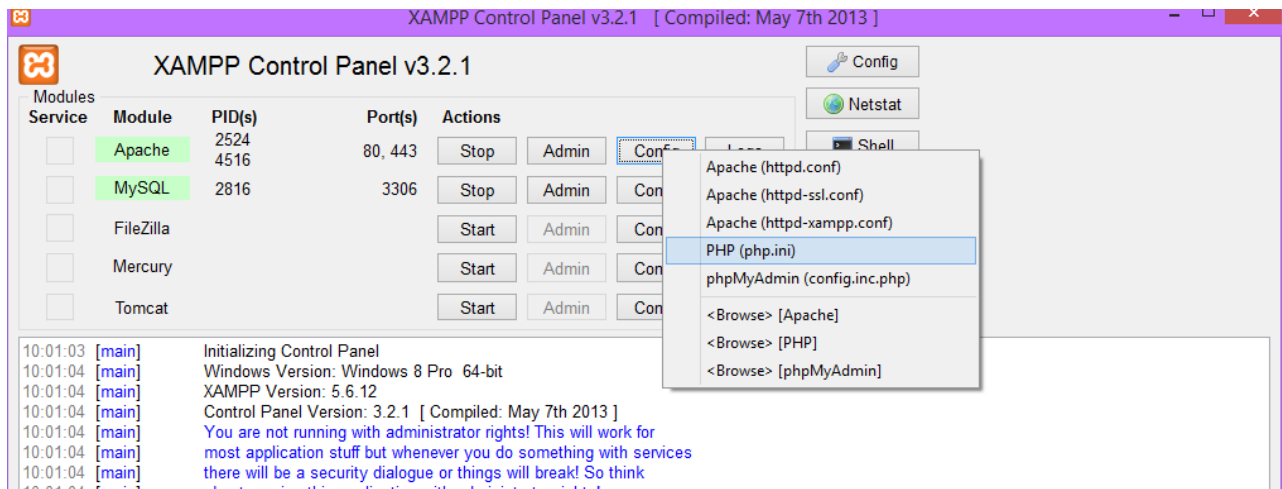 XAMPP Control Panel v3.2.1 [ Compiled: May 7th 2013 ]
XAMPP Control Panel v3.2.1
Config
Netstat
Shell
Modules
Service Module PID(s) Port(s) Actions
Apache 2524 4516 80, 443 Stop Admin Config Logs
MySQL 2816 3306 Stop Admin Con
FileZilla Start Admin Con
Mercury Start Admin Con
Tomcat Start Admin Con
Apache (httpd.conf)
Apache (httpd-ssl.conf)
Apache (httpd-xampp.conf)
PHP (php.ini)
phpMyAdmin (config.inc.php)
<Browse> [Apache]
<Browse> [PHP]
<Browse> [phpMyAdmin]
10:01:03 [main] Initializing Control Panel
10:01:04 [main] Windows Version: Windows 8 Pro 64-bit
10:01:04 [main] XAMPP Version: 5.6.12
10:01:04 [main] Control Panel Version: 3.2.1 [ Compiled: May 7th 2013 ]
10:01:04 [main] You are not running with administrator rights! This will work for
10:01:04 [main] most application stuff but whenever you do something with services
10:01:04 [main] there will be a security dialogue or things will break! So think